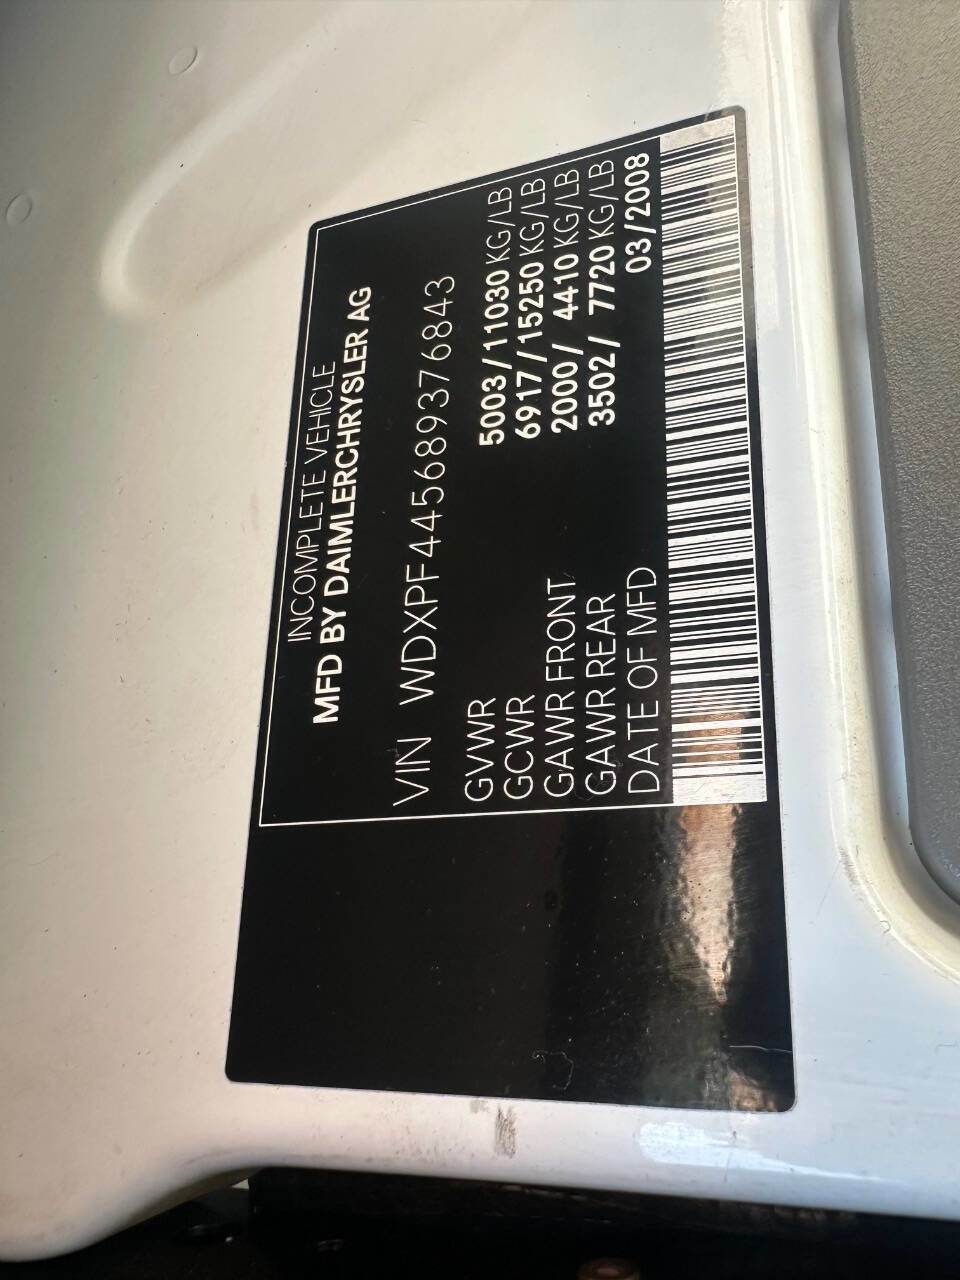 INCOMPLETE VEHICLE
MFD BY DAIMLERCHRYSLER AG
VIN WDXPF445689376843
GVWR 5003/11030 KG/LB
GCWR 6917/15250 KG/LB
GAWR FRONT 2000/ 4410 KG/LB
GAWR REAR 3502/ 7720 KG/LB
DATE OF MFD 03/2008